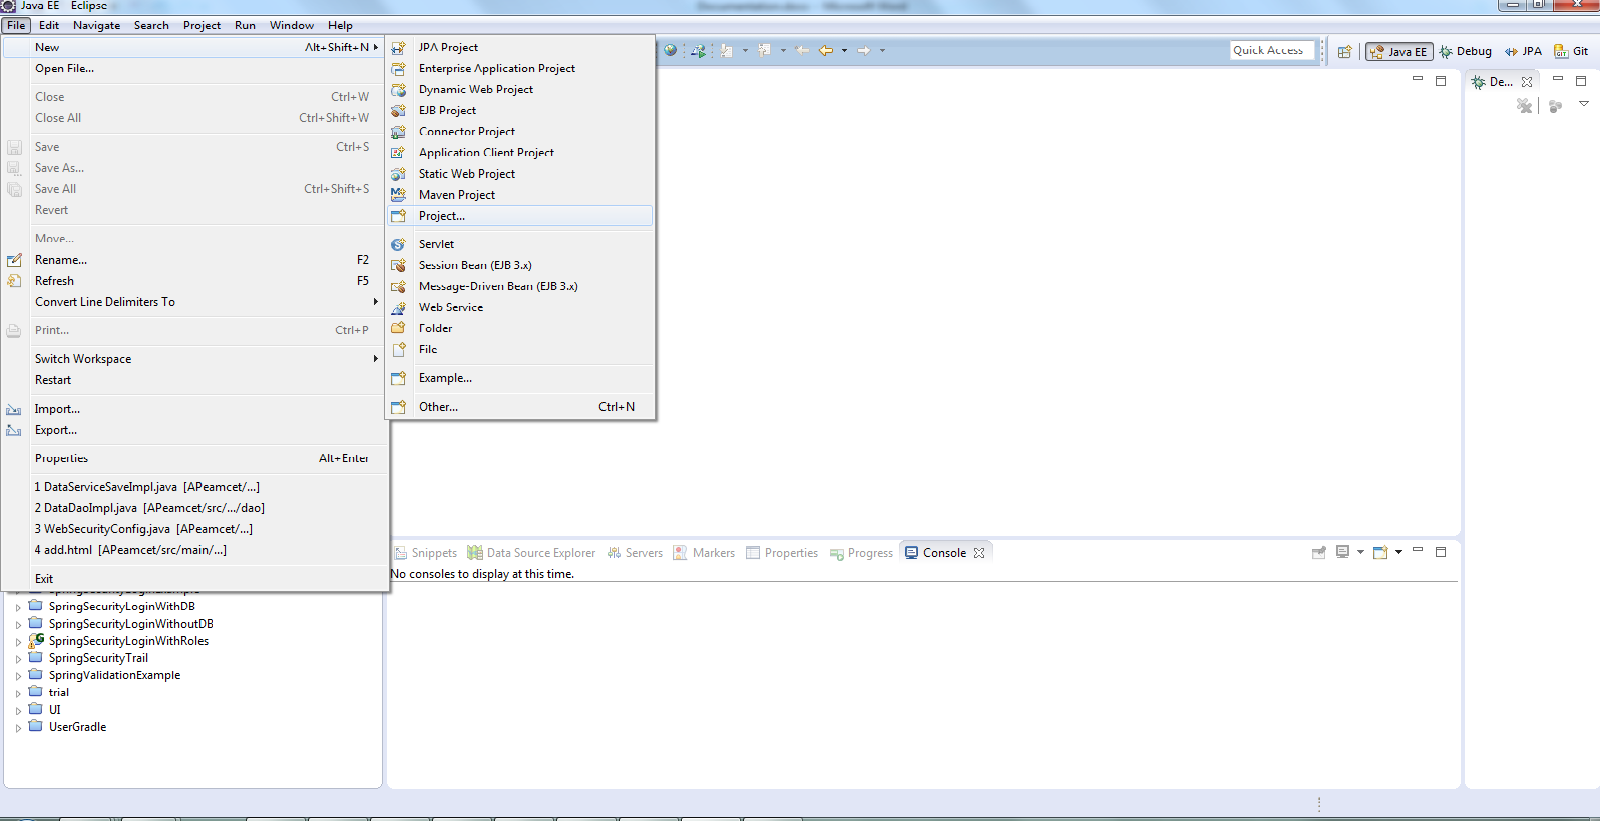 Java EE Eclipse
Documentation.docx - Microsoft Word
File Edit Navigate Search Project Run Window Help
New Alt+Shift+N
Open File...
Close Ctrl+W
Close All Ctrl+Shift+W
Save Ctrl+S
Save As...
Save All Ctrl+Shift+S
Revert
Move...
Rename... F2
Refresh F5
Convert Line Delimiters To
Print... Ctrl+P
Switch Workspace
Restart
Import...
Export...
Properties Alt+Enter
1 DataServiceSaveImpl.java [APeamcet/...]
2 DataDaoImpl.java [APeamcet/src/.../dao]
3 WebSecurityConfig.java [APeamcet/...]
4 add.html [APeamcet/src/main/...]
Exit
JPA Project
Enterprise Application Project
Dynamic Web Project
EJB Project
Connector Project
Application Client Project
Static Web Project
Maven Project
Project...
Servlet
Session Bean (EJB 3.x)
Message-Driven Bean (EJB 3.x)
Web Service
Folder
File
Example...
Other... Ctrl+N
Quick Access
Java EE Debug JPA Git
De...
Snippets Data Source Explorer Servers Markers Properties Progress Console
No consoles to display at this time.
SpringSecurityLoginExample
SpringSecurityLoginWithDB
SpringSecurityLoginWithoutDB
SpringSecurityLoginWithRoles
SpringSecurityTrail
SpringValidationExample
trial
UI
UserGradle